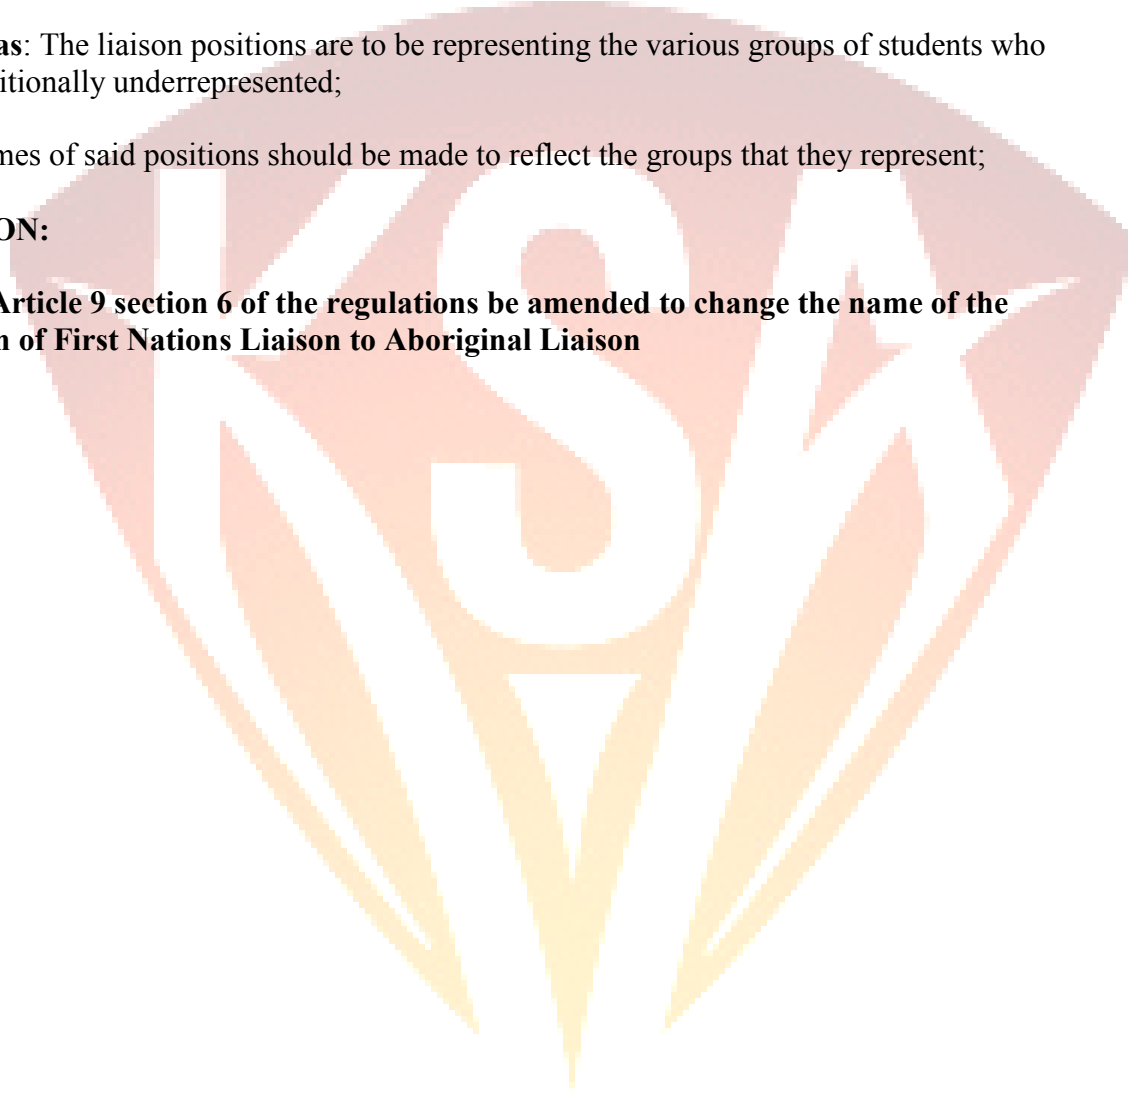 as: The liaison positions are to be representing the various groups of students who
itionally underrepresented;
mes of said positions should be made to reflect the groups that they represent;
ON:
Article 9 section 6 of the regulations be amended to change the name of the
n of First Nations Liaison to Aboriginal Liaison
KSA